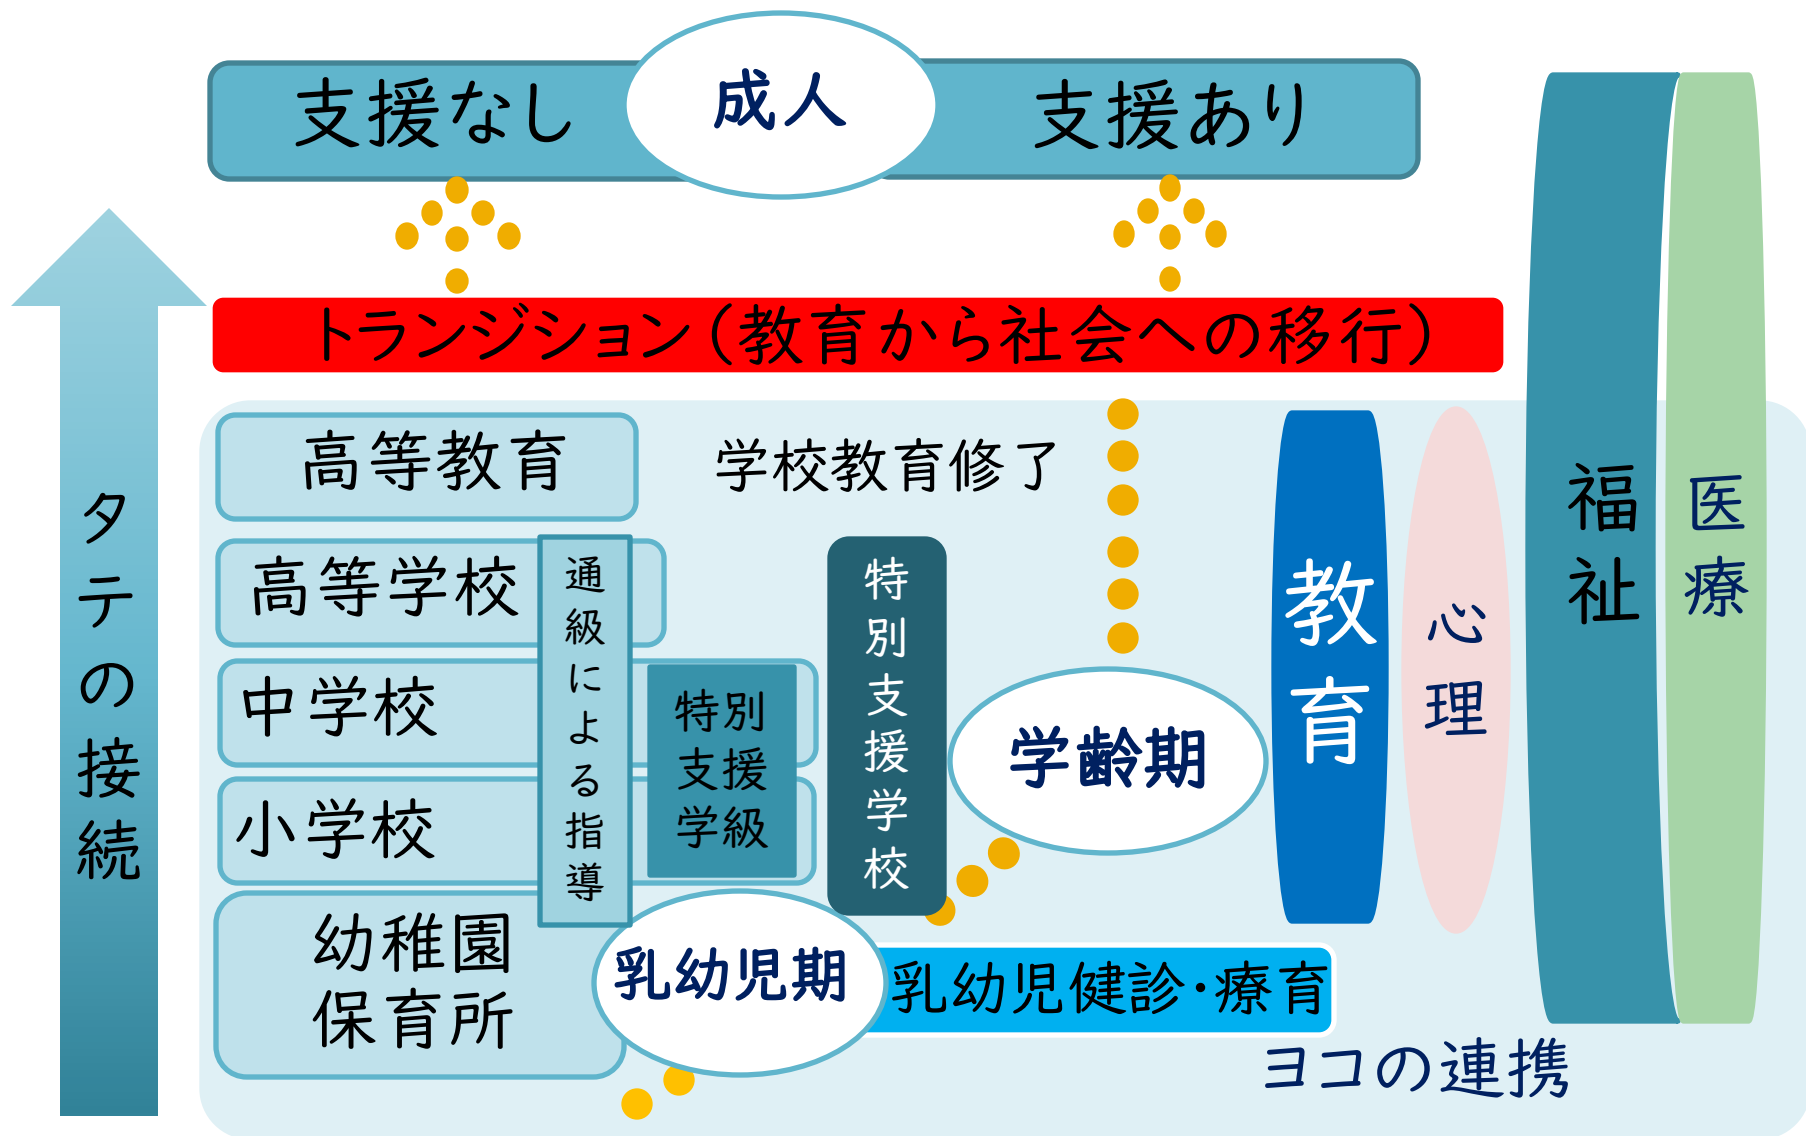 支援なし
成人
支援あり
トランジション（教育から社会への移行）
タテの接続
高等教育
学校教育修了
高等学校
中学校
小学校
通級による指導
特別
支援
学級
特別支援学校
学齢期
教育
心理
福祉
医療
幼稚園
保育所
乳幼児期
乳幼児健診・療育
ヨコの連携